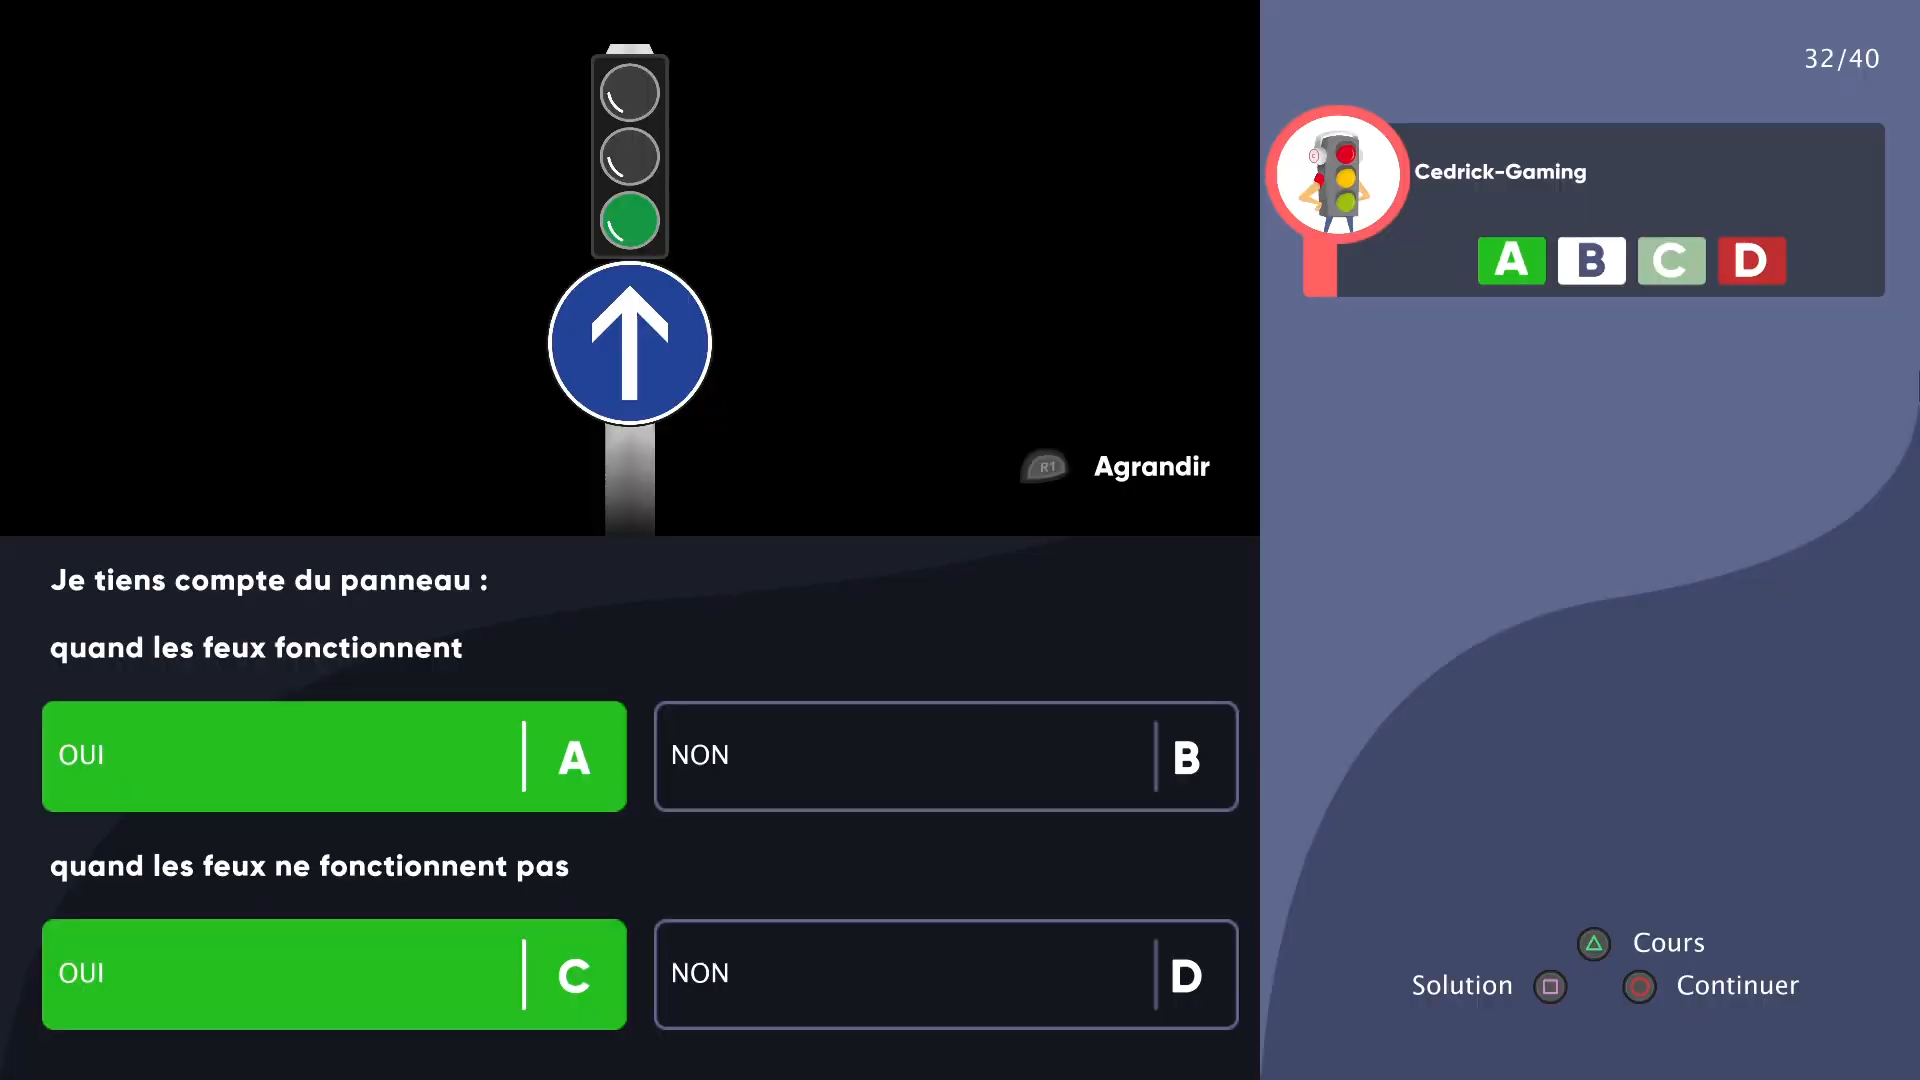 32/40
Cedrick-Gaming
A B C D
R1 Agrandir
Je tiens compte du panneau :
quand les feux fonctionnent
OUI A
NON B
quand les feux ne fonctionnent pas
OUI C
NON D
Cours
Solution
Continuer